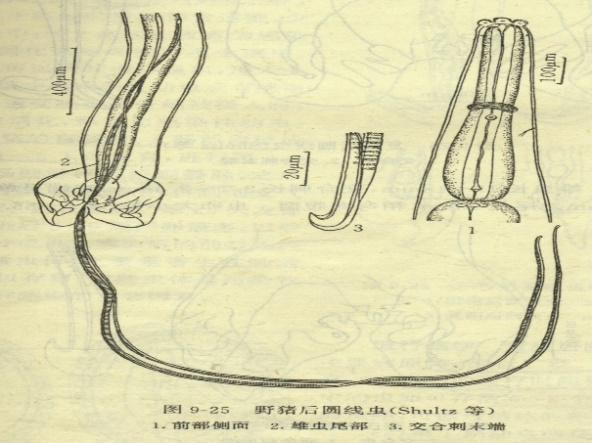 400μm
2
20μm
3
100μm
1
图 9-25 野猪后圆线虫(Shultz 等)
1. 前部侧面 2. 雄虫尾部 3. 交合刺末端